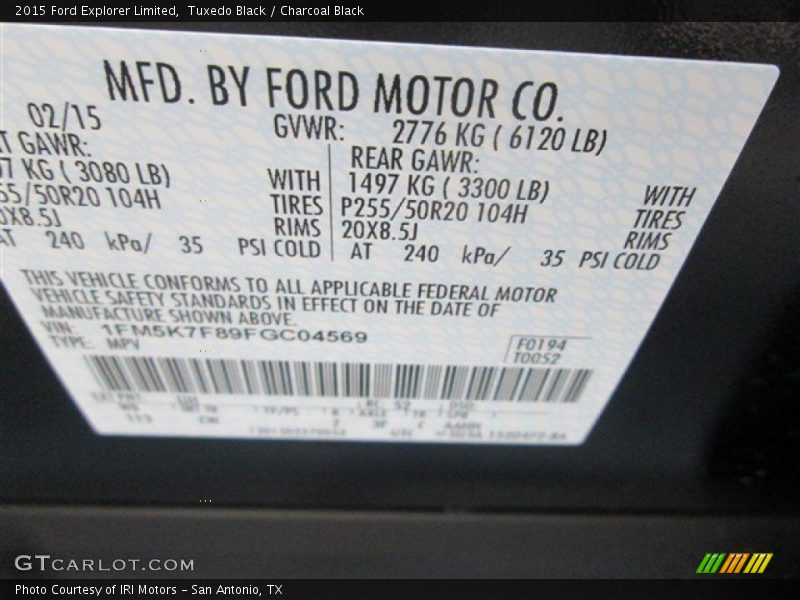 2015 Ford Explorer Limited, Tuxedo Black / Charcoal Black
MFD. BY FORD MOTOR CO.
02/15
GVWR: 2776 KG ( 6120 LB)
T GAWR:
7 KG ( 3080 LB) WITH
55/50R20 104H TIRES
0X8.5J RIMS
AT 240 kPa/ 35 PSI COLD
REAR GAWR:
1497 KG ( 3300 LB) WITH
P255/50R20 104H TIRES
20X8.5J RIMS
AT 240 kPa/ 35 PSI COLD
THIS VEHICLE CONFORMS TO ALL APPLICABLE FEDERAL MOTOR
VEHICLE SAFETY STANDARDS IN EFFECT ON THE DATE OF
MANUFACTURE SHOWN ABOVE.
VIN: 1FM5K7F89FGC04569
TYPE: MPV
F0194
T0052
GTCARLOT.COM
Photo Courtesy of IRI Motors – San Antonio, TX